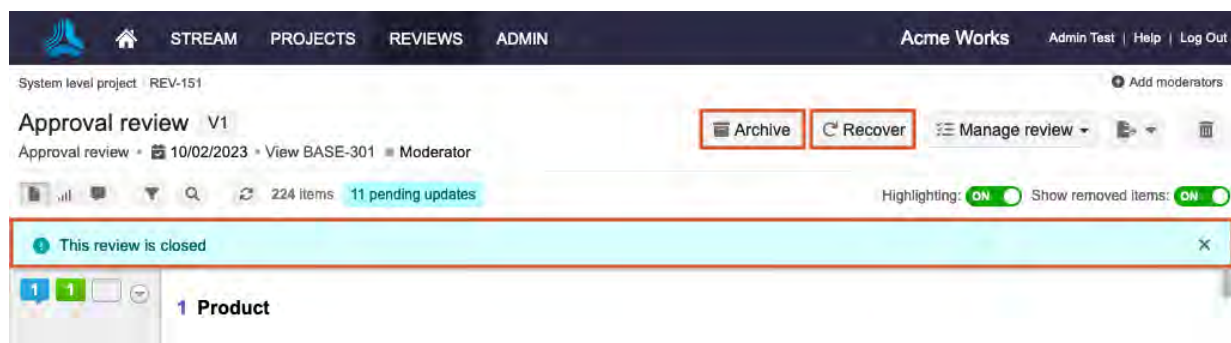 STREAM PROJECTS REVIEWS ADMIN Acme Works Admin Test | Help | Log Out
System level project REV-151 Add moderators
Approval review V1 Archive Recover Manage review
Approval review 10/02/2023 View BASE-301 Moderator
224 items 11 pending updates Highlighting: ON Show removed items: ON
This review is closed
1 1
1 Product